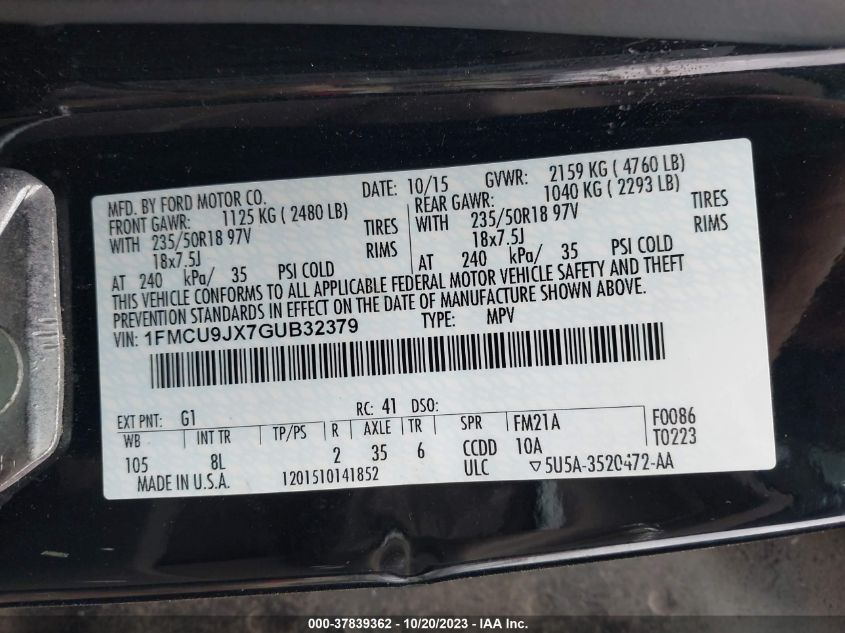 MFD. BY FORD MOTOR CO. DATE: 10/15 GVWR: 2159 KG ( 4760 LB)
FRONT GAWR: 1125 KG ( 2480 LB) REAR GAWR: 1040 KG ( 2293 LB)
WITH 235/50R18 97V TIRES WITH 235/50R18 97V TIRES
18x7.5J RIMS 18x7.5J RIMS
AT 240 kPa/ 35 PSI COLD AT 240 kPa/ 35 PSI COLD
THIS VEHICLE CONFORMS TO ALL APPLICABLE FEDERAL MOTOR VEHICLE SAFETY AND THEFT
PREVENTION STANDARDS IN EFFECT ON THE DATE OF MANUFACTURE SHOWN ABOVE.
VIN: 1FMCU9JX7GUB32379 TYPE: MPV
EXT PNT: G1 RC: 41 DSO:
WB INT TR TP/PS R AXLE TR SPR FM21A F0086
105 8L 2 35 6 CCDD 10A T0223
MADE IN U.S.A. 1201510141852 ULC ▽5U5A-3520472-AA
000-37839362 - 10/20/2023 - IAA Inc.